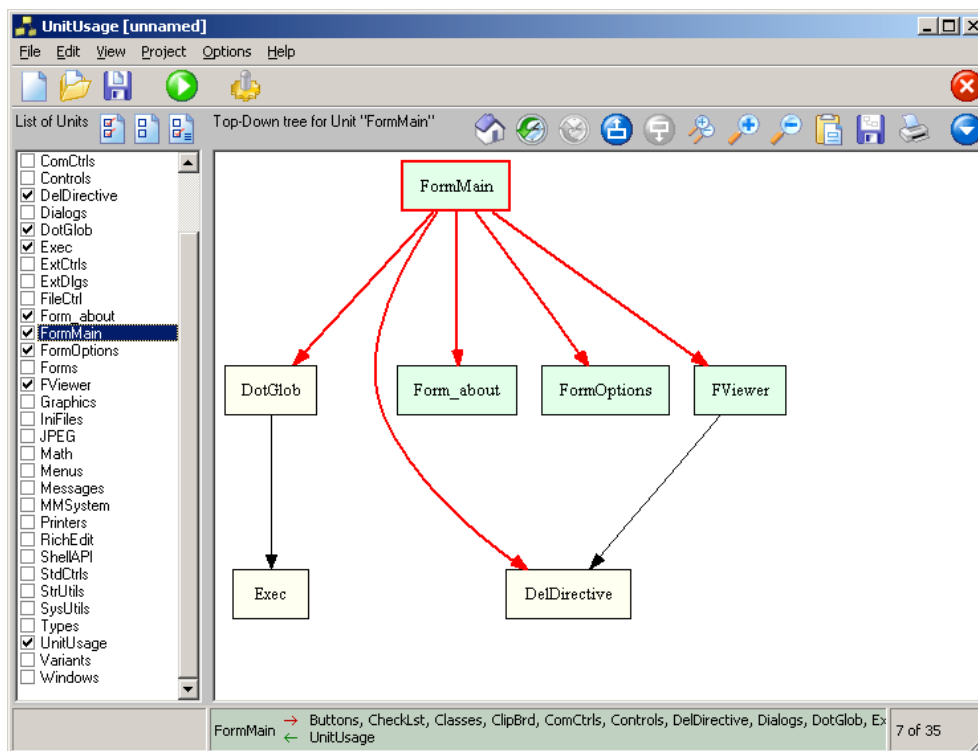 UnitUsage [unnamed]
File Edit View Project Options Help
List of Units Top-Down tree for Unit "FormMain"
ComCtrls
Controls
DelDirective
Dialogs
DotGlob
Exec
ExtCtrls
ExtDlgs
FileCtrl
Form_about
FormMain
FormOptions
Forms
FViewer
Graphics
IniFiles
JPEG
Math
Menus
Messages
MMSystem
Printers
RichEdit
ShellAPI
StdCtrls
StrUtils
SysUtils
Types
UnitUsage
Variants
Windows
FormMain
DotGlob Form_about FormOptions FViewer
Exec DelDirective
FormMain → Buttons, CheckLst, Classes, ClipBrd, ComCtrls, Controls, DelDirective, Dialogs, DotGlob, Ex
← UnitUsage
7 of 35